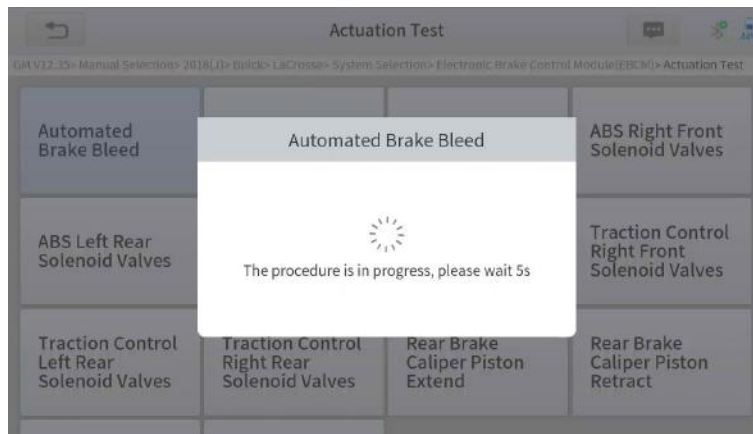 Actuation Test
GM V12.35> Manual Selection> 2018(J)> Buick> LaCrosse> System Selection> Electronic Brake Control Module(EBCM)> Actuation Test
Automated
Brake Bleed
ABS Right Front
Solenoid Valves
Automated Brake Bleed
The procedure is in progress, please wait 5s
ABS Left Rear
Solenoid Valves
Traction Control
Right Front
Solenoid Valves
Traction Control
Left Rear
Solenoid Valves
Traction Control
Right Rear
Solenoid Valves
Rear Brake
Caliper Piston
Extend
Rear Brake
Caliper Piston
Retract